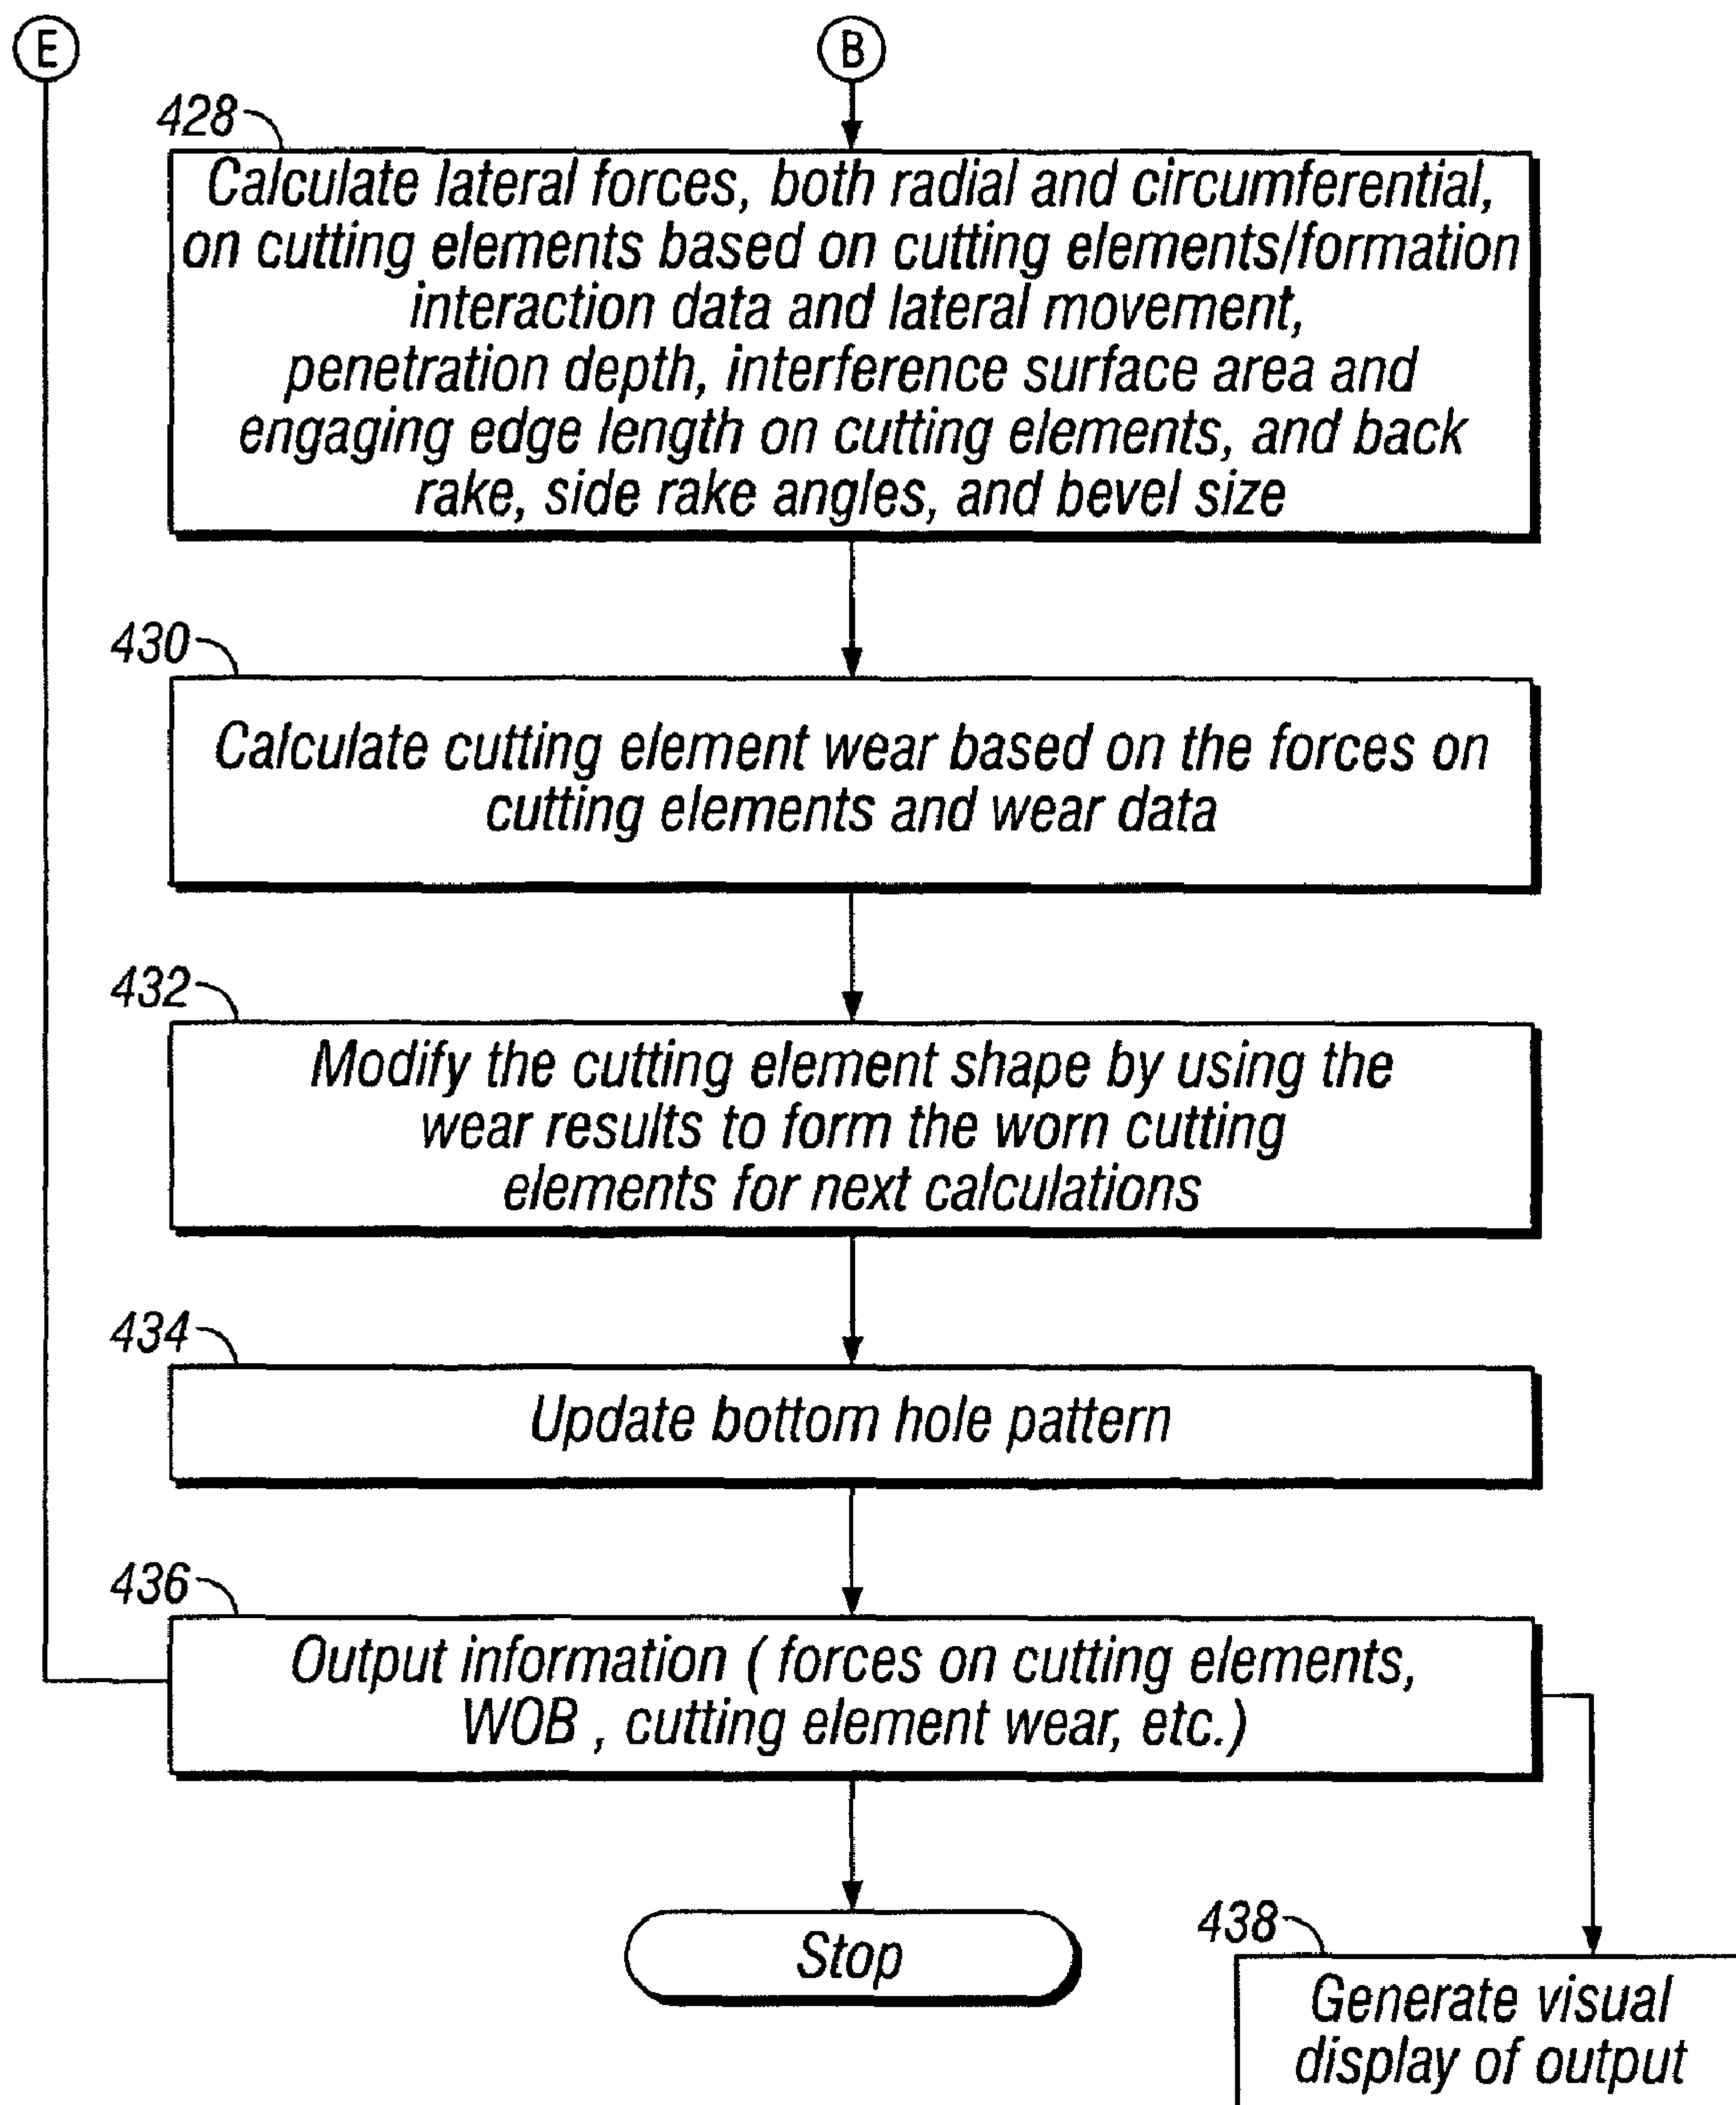 E
B
428
Calculate lateral forces, both radial and circumferential,
on cutting elements based on cutting elements/formation
interaction data and lateral movement,
penetration depth, interference surface area and
engaging edge length on cutting elements, and back
rake, side rake angles, and bevel size
430
Calculate cutting element wear based on the forces on
cutting elements and wear data
432
Modify the cutting element shape by using the
wear results to form the worn cutting
elements for next calculations
434
Update bottom hole pattern
436
Output information ( forces on cutting elements,
WOB , cutting element wear, etc.)
Stop
438
Generate visual
display of output